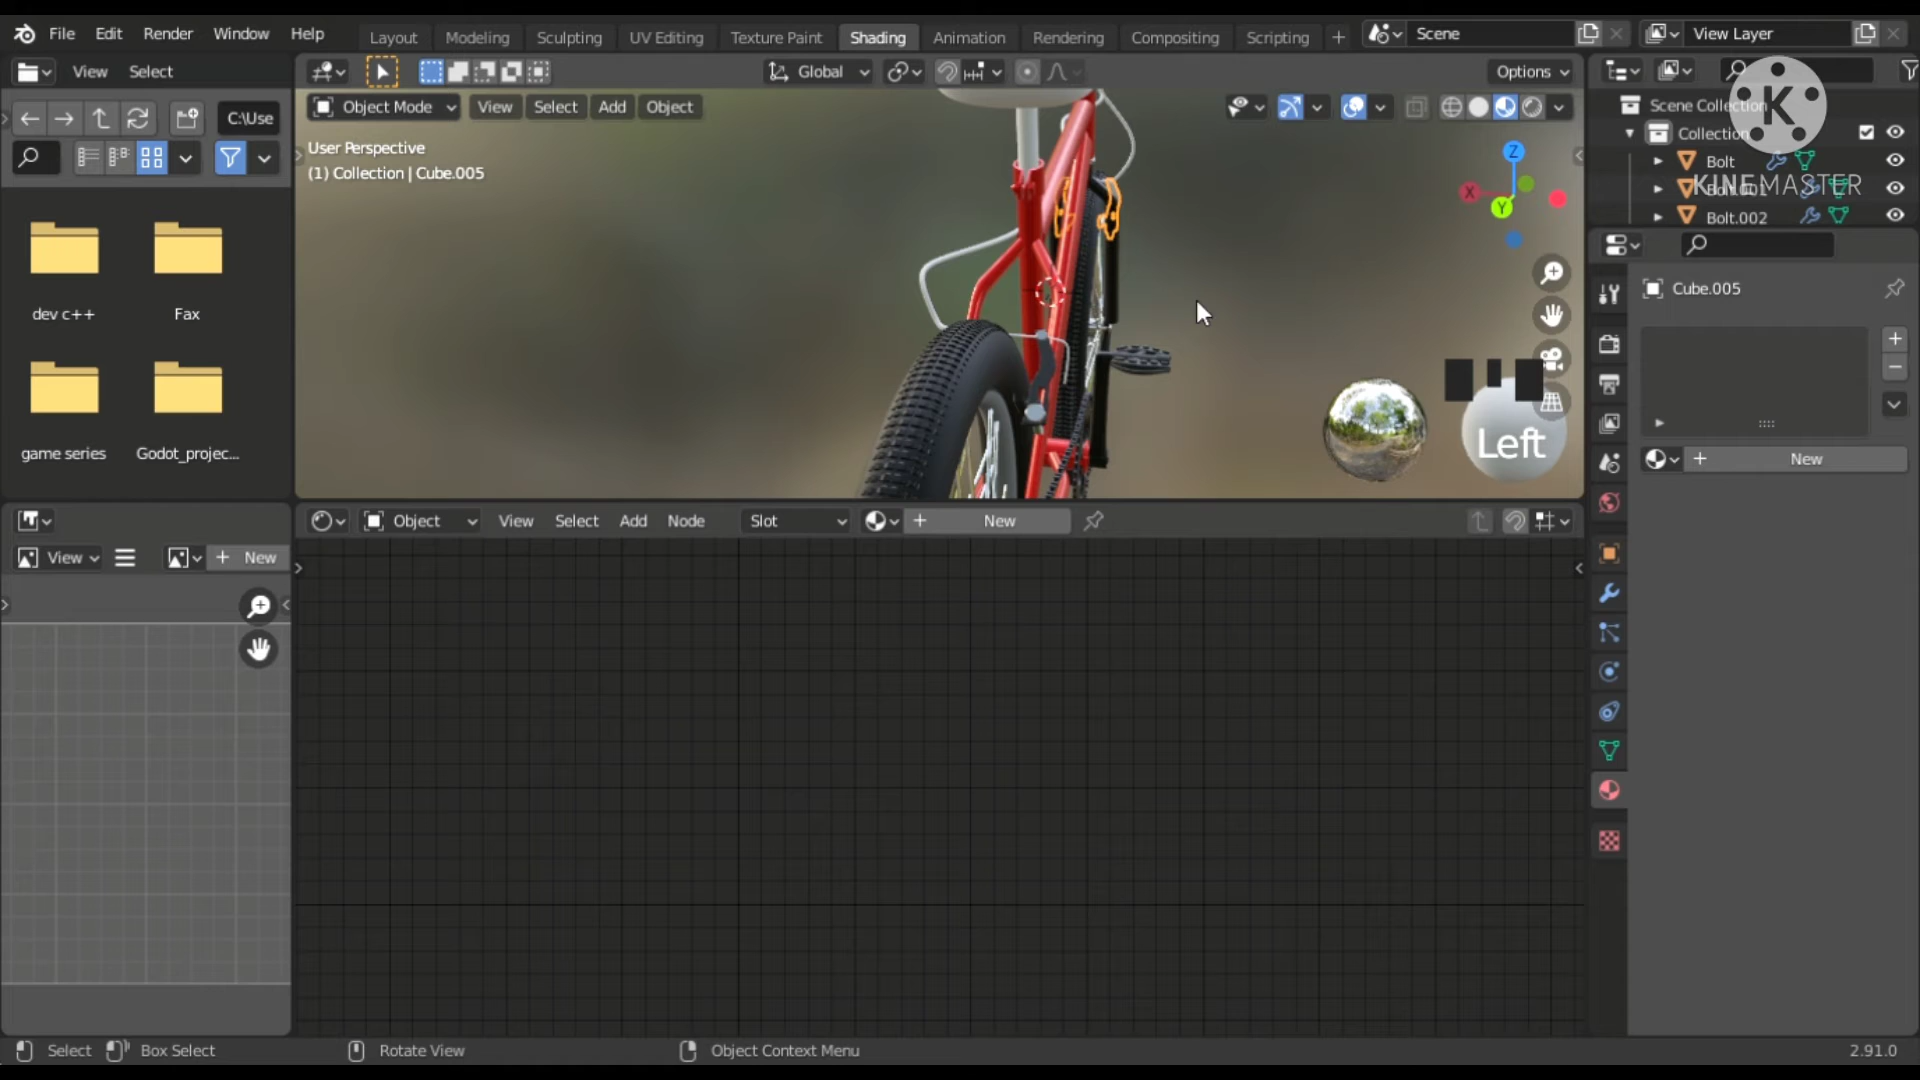 File Edit Render Window Help
Layout Modeling Sculpting UV Editing Texture Paint Shading Animation Rendering Compositing Scripting +
Scene
View Layer
View Select
Global
Options
Object Mode View Select Add Object
C:\Use
User Perspective
(1) Collection | Cube.005
Z
X
Y
Scene Collection
Collection
Bolt
Bolt.001
Bolt.002
K
KINEMASTER
dev c++
Fax
game series
Godot_projec...
Cube.005
+ New
Left
Object View Select Add Node Slot + New
View + New
Select Box Select Rotate View Object Context Menu 2.91.0